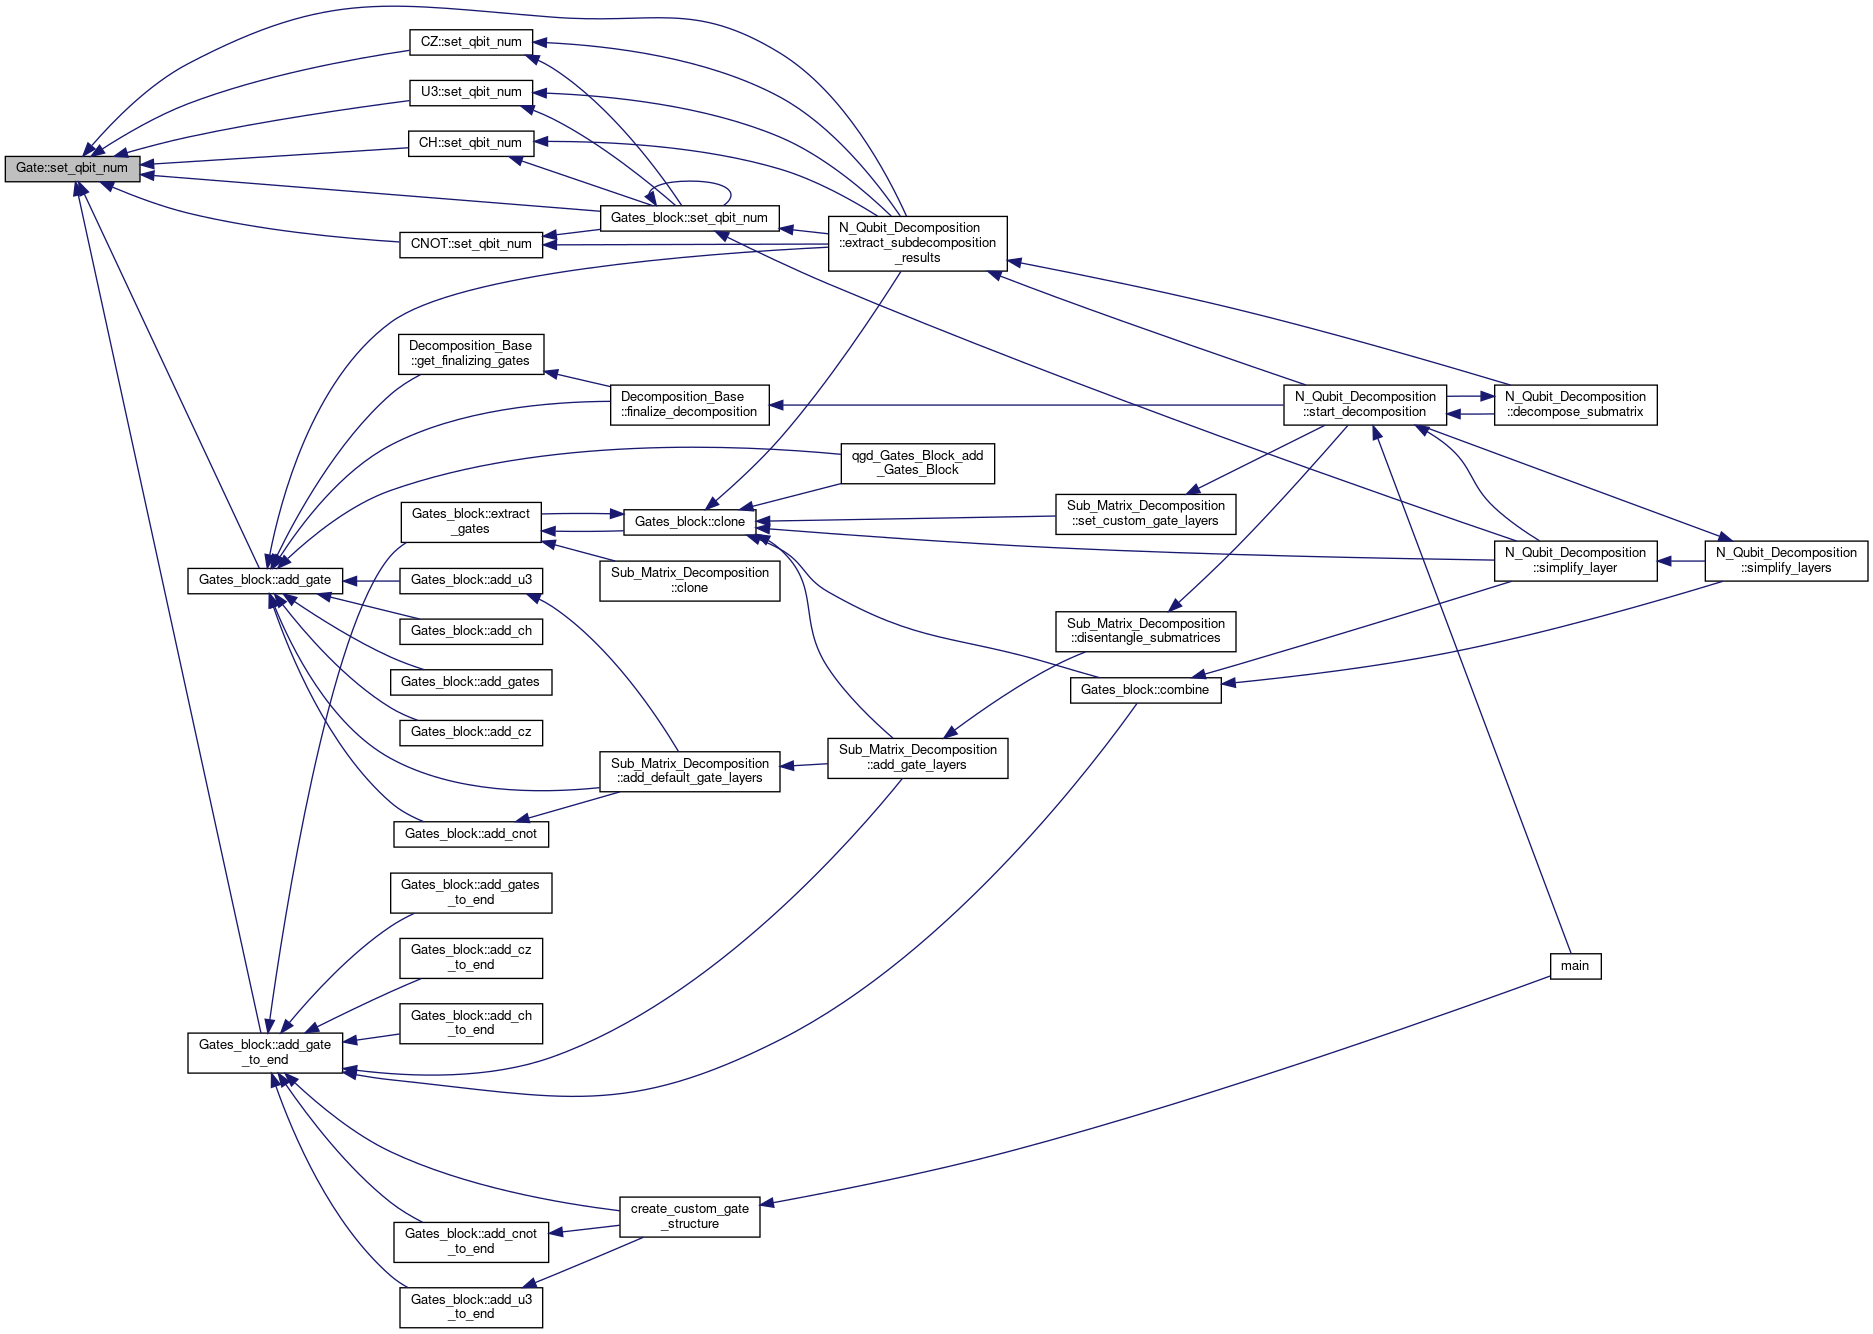 Gate::set_qbit_num
CZ::set_qbit_num
U3::set_qbit_num
CH::set_qbit_num
Gates_block::set_qbit_num
CNOT::set_qbit_num
N_Qubit_Decomposition
::extract_subdecomposition
_results
Decomposition_Base
::get_finalizing_gates
Decomposition_Base
::finalize_decomposition
N_Qubit_Decomposition
::start_decomposition
N_Qubit_Decomposition
::decompose_submatrix
qgd_Gates_Block_add
_Gates_Block
Gates_block::extract
_gates
Gates_block::clone
Sub_Matrix_Decomposition
::set_custom_gate_layers
Gates_block::add_gate
Gates_block::add_u3
Sub_Matrix_Decomposition
::clone
N_Qubit_Decomposition
::simplify_layer
N_Qubit_Decomposition
::simplify_layers
Gates_block::add_ch
Sub_Matrix_Decomposition
::disentangle_submatrices
Gates_block::add_gates
Gates_block::combine
Gates_block::add_cz
Sub_Matrix_Decomposition
::add_default_gate_layers
Sub_Matrix_Decomposition
::add_gate_layers
Gates_block::add_cnot
Gates_block::add_gates
_to_end
Gates_block::add_cz
_to_end
main
Gates_block::add_ch
_to_end
Gates_block::add_gate
_to_end
create_custom_gate
_structure
Gates_block::add_cnot
_to_end
Gates_block::add_u3
_to_end